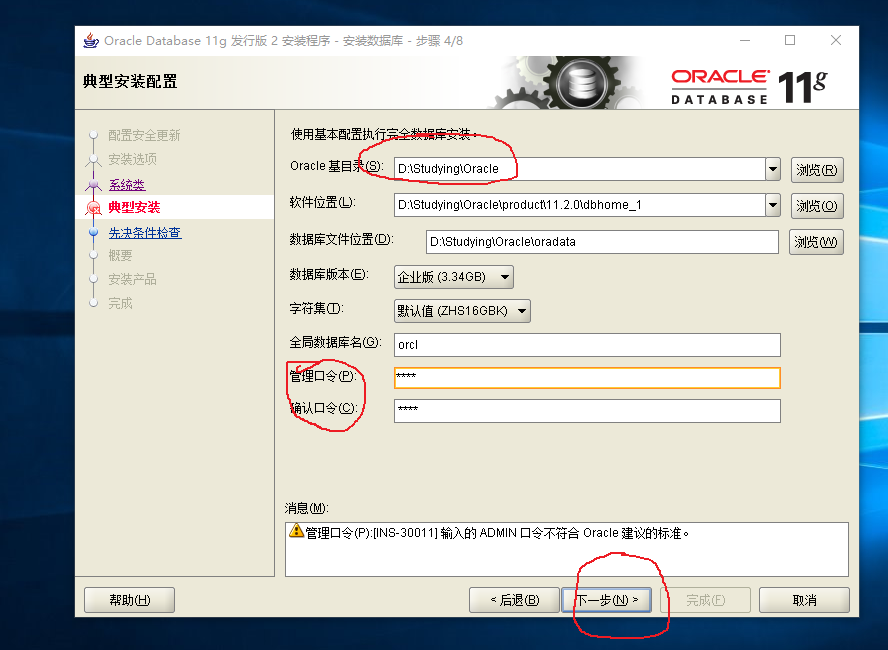 Oracle Database 11g 发行版 2 安装程序 - 安装数据库 - 步骤 4/8
典型安装配置
ORACLE DATABASE 11g
配置安全更新
安装选项
系统类
典型安装
先决条件检查
概要
安装产品
完成
使用基本配置执行完全数据库安装。
Oracle 基目录(S): D:\Studying\Oracle 浏览(R)
软件位置(L): D:\Studying\Oracle\product\11.2.0\dbhome_1 浏览(O)
数据库文件位置(D): D:\Studying\Oracle\oradata 浏览(W)
数据库版本(E): 企业版 (3.34GB)
字符集(T): 默认值 (ZHS16GBK)
全局数据库名(G): orcl
管理口令(P): ****
确认口令(C): ****
消息(M):
管理口令(P):[INS-30011] 输入的 ADMIN 口令不符合 Oracle 建议的标准。
帮助(H) < 后退(B) 下一步(N) > 完成(F) 取消